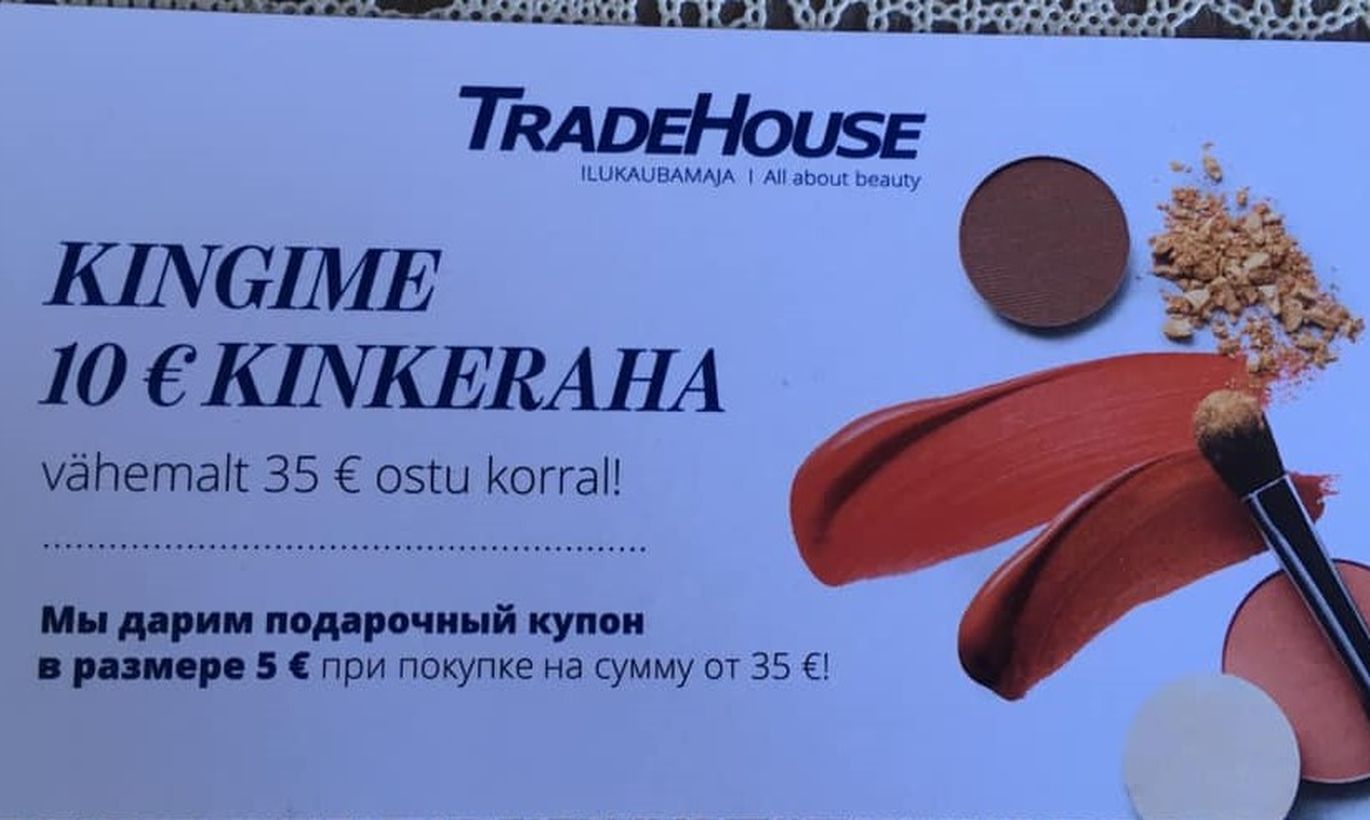 TRADEHOUSE
ILUKAUBAMAJA | All about beauty
KINGIME
10 € KINKERAHA
vähemalt 35 € ostu korral!
Мы дарим подарочный купон
в размере 5 € при покупке на сумму от 35 €!